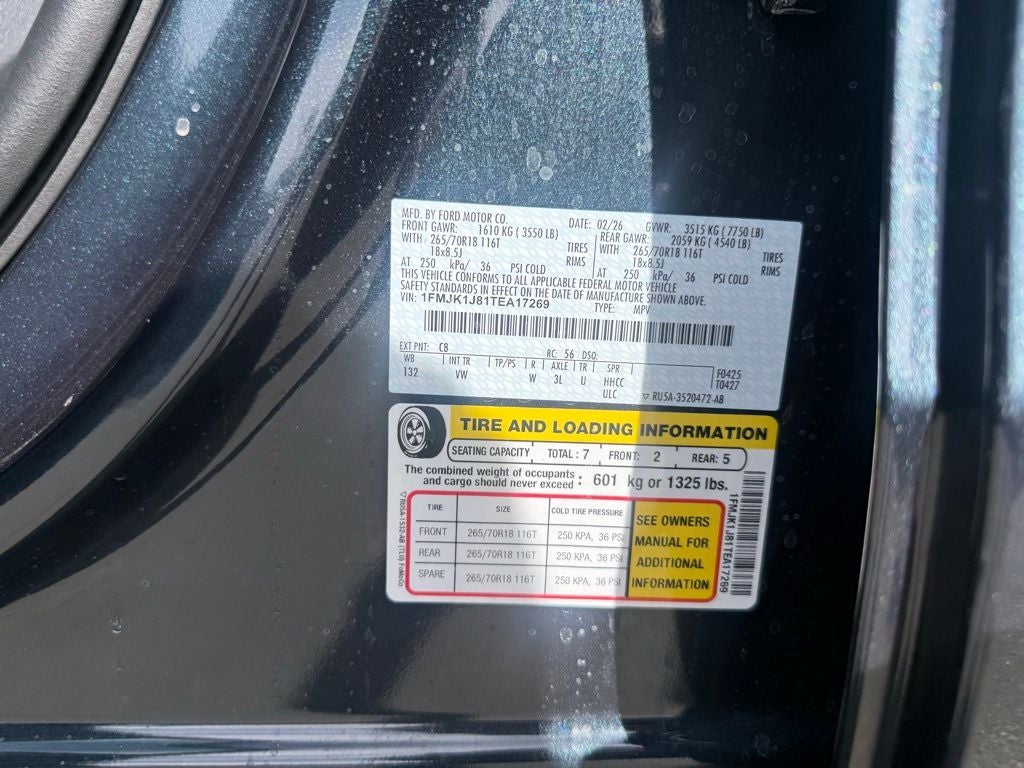 MFD. BY FORD MOTOR CO.
DATE: 02/26 GVWR: 3515 KG ( 7750 LB)
FRONT GAWR: 1610 KG ( 3550 LB) REAR GAWR: 2059 KG ( 4540 LB)
WITH 265/70R18 116T TIRES WITH 265/70R18 116T TIRES
18x8.5J RIMS 18x8.5J RIMS
AT 250 kPa/ 36 PSI COLD AT 250 kPa/ 36 PSI COLD
THIS VEHICLE CONFORMS TO ALL APPLICABLE FEDERAL MOTOR VEHICLE
SAFETY STANDARDS IN EFFECT ON THE DATE OF MANUFACTURE SHOWN ABOVE.
VIN: 1FMJK1J81TEA17269 TYPE: MPV
EXT PNT: C8 RC: 56 DSO:
WB INT TR TP/PS R AXLE TR SPR F0425
132 VW W 3L U HHCC T0427
ULC ▽ RU5A-3520472-AB
TIRE AND LOADING INFORMATION
SEATING CAPACITY TOTAL : 7 FRONT: 2 REAR: 5
The combined weight of occupants
and cargo should never exceed : 601 kg or 1325 lbs.
TIRE SIZE COLD TIRE PRESSURE
FRONT 265/70R18 116T 250 KPA, 36 PSI
REAR 265/70R18 116T 250 KPA, 36 PSI
SPARE 265/70R18 116T 250 KPA, 36 PSI
SEE OWNERS
MANUAL FOR
ADDITIONAL
INFORMATION
▽ RU5A-1532-AB (TLU) FoMoCo
1FMJK1J81TEA17269